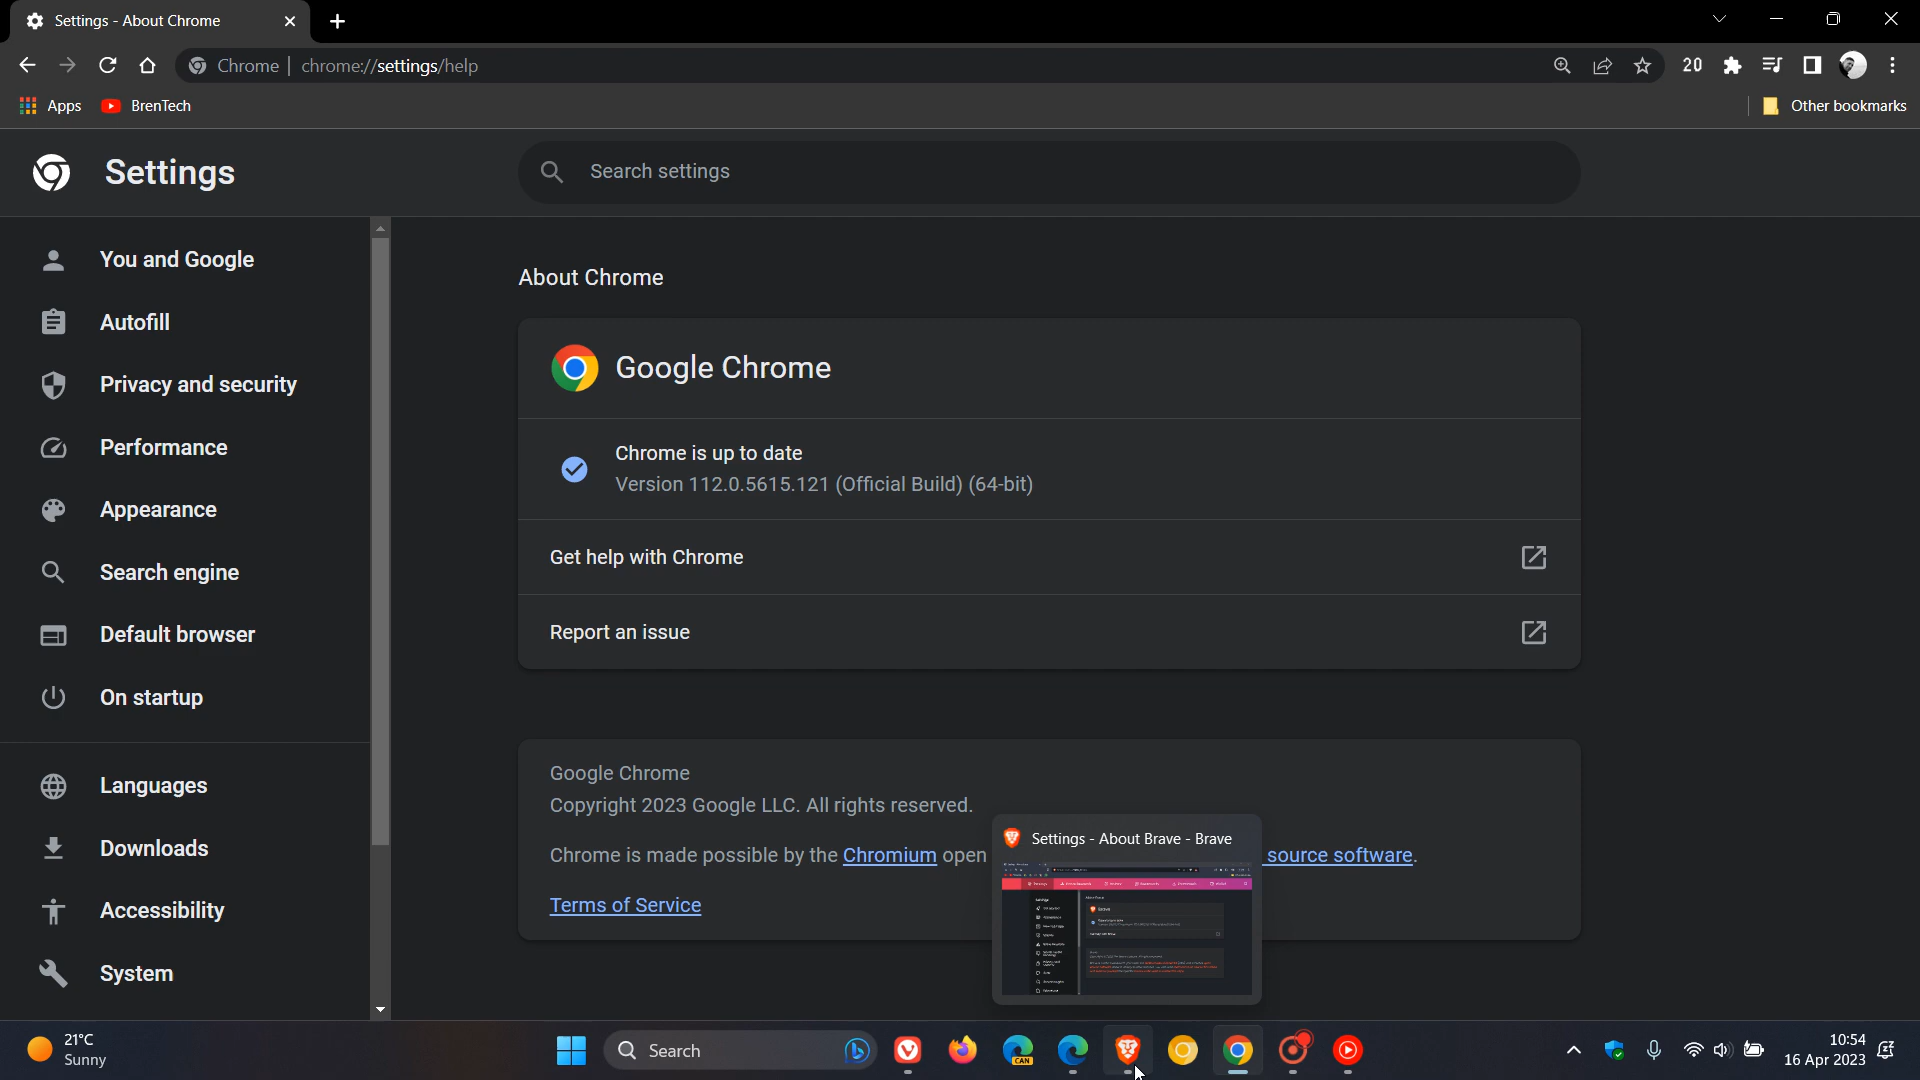 Settings - About Chrome
Chrome | chrome://settings/help
20
Apps
BrenTech
Other bookmarks
Settings
Search settings
You and Google
Autofill
Privacy and security
Performance
Appearance
Search engine
Default browser
On startup
Languages
Downloads
Accessibility
System
About Chrome
Google Chrome
Chrome is up to date
Version 112.0.5615.121 (Official Build) (64-bit)
Get help with Chrome
Report an issue
Google Chrome
Copyright 2023 Google LLC. All rights reserved.
Chrome is made possible by the Chromium open source software.
Terms of Service
Settings - About Brave - Brave
21°C
Sunny
Search
CAN
10:54
16 Apr 2023